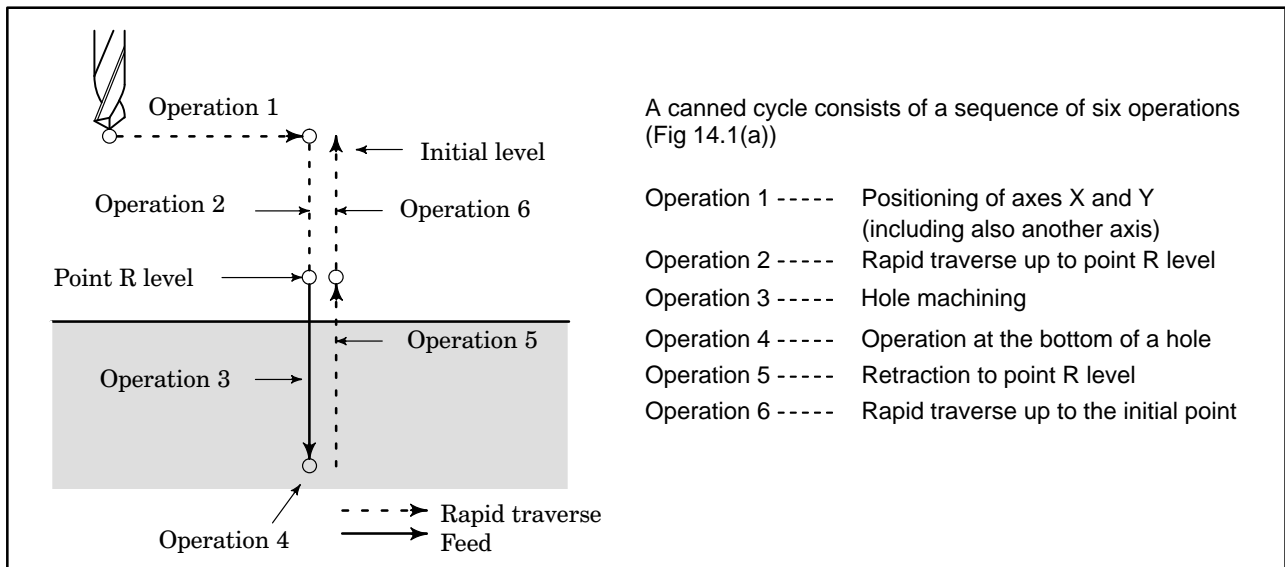 Operation 1
Initial level
Operation 2
Operation 6
Point R level
Operation 5
Operation 3
Operation 4
Rapid traverse
Feed
A canned cycle consists of a sequence of six operations
(Fig 14.1(a))
Operation 1 ----- Positioning of axes X and Y
(including also another axis)
Operation 2 ----- Rapid traverse up to point R level
Operation 3 ----- Hole machining
Operation 4 ----- Operation at the bottom of a hole
Operation 5 ----- Retraction to point R level
Operation 6 ----- Rapid traverse up to the initial point